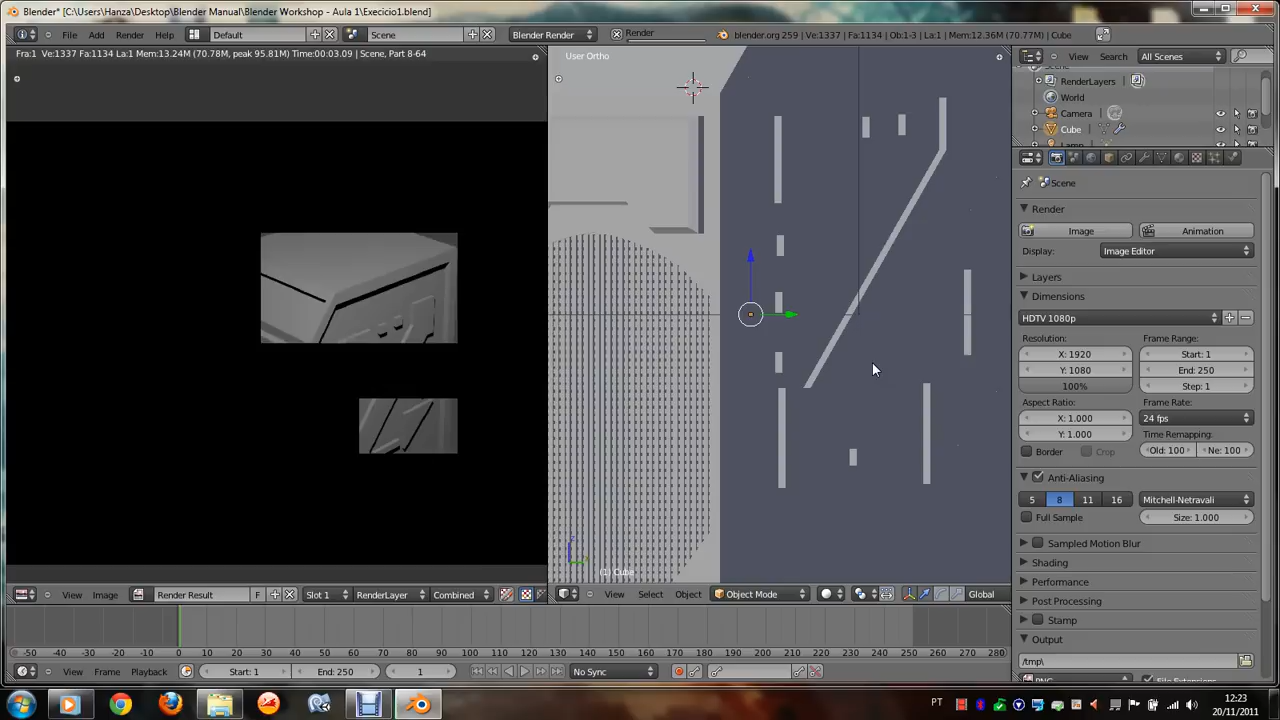 Blender* [C:\Users\Hanza\Desktop\Blender Manual\Blender Workshop - Aula 1\Execicio1.blend]
File Add Render Help Default Scene Blender Render Render blender.org 259 | Ve:1337 Fa:1134 | Ob:1-3 | La:1 | Mem:12.36M (70.77M) | Cube
Fra:1 Ve:1337 Fa:1134 La:1 Mem:13.24M (70.78M, peak 95.81M) Time:00:03.09 | Scene, Part 8-64
User Ortho
View Search All Scenes
RenderLayers
World
Camera
Cube
Lamp
Scene
Render
Image Animation
Display: Image Editor
Layers
Dimensions
HDTV 1080p
Resolution: Frame Range:
X: 1920 Start: 1
Y: 1080 End: 250
100% Step: 1
Aspect Ratio: Frame Rate:
X: 1.000 24 fps
Y: 1.000 Time Remapping:
Border Crop Old: 100 Ne: 100
Anti-Aliasing
5 8 11 16 Mitchell-Netravali
Full Sample Size: 1.000
Sampled Motion Blur
Shading
Performance
Post Processing
Stamp
Output
/tmp\
(1) Cube
View Image Render Result F Slot 1 RenderLayer Combined
View Select Object Object Mode Global
-50 -40 -30 -20 -10 0 10 20 30 40 50 60 70 80 90 100 110 120 130 140 150 160 170 180 190 200 210 220 230 240 250 260 270 280
View Frame Playback Start: 1 End: 250 1 No Sync
PT
12:23
20/11/2011